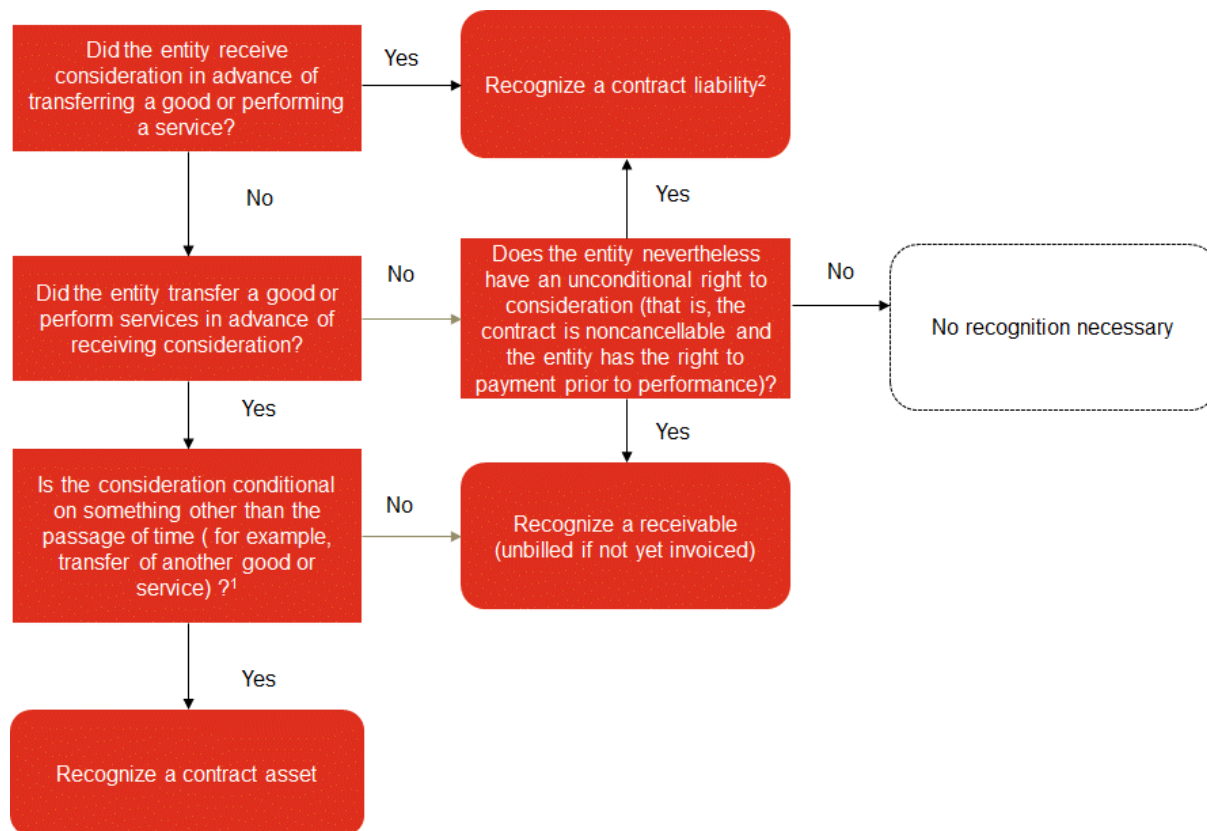 Did the entity receive
consideration in advance of
transferring a good or performing
a service?
Yes
Recognize a contract liability²
No
Yes
Did the entity transfer a good or
perform services in advance of
receiving consideration?
No
Does the entity nevertheless
have an unconditional right to
consideration (that is, the
contract is noncancellable and
the entity has the right to
payment prior to performance)?
No
No recognition necessary
Yes
Yes
Is the consideration conditional
on something other than the
passage of time ( for example,
transfer of another good or
service) ?¹
No
Recognize a receivable
(unbilled if not yet invoiced)
Yes
Recognize a contract asset